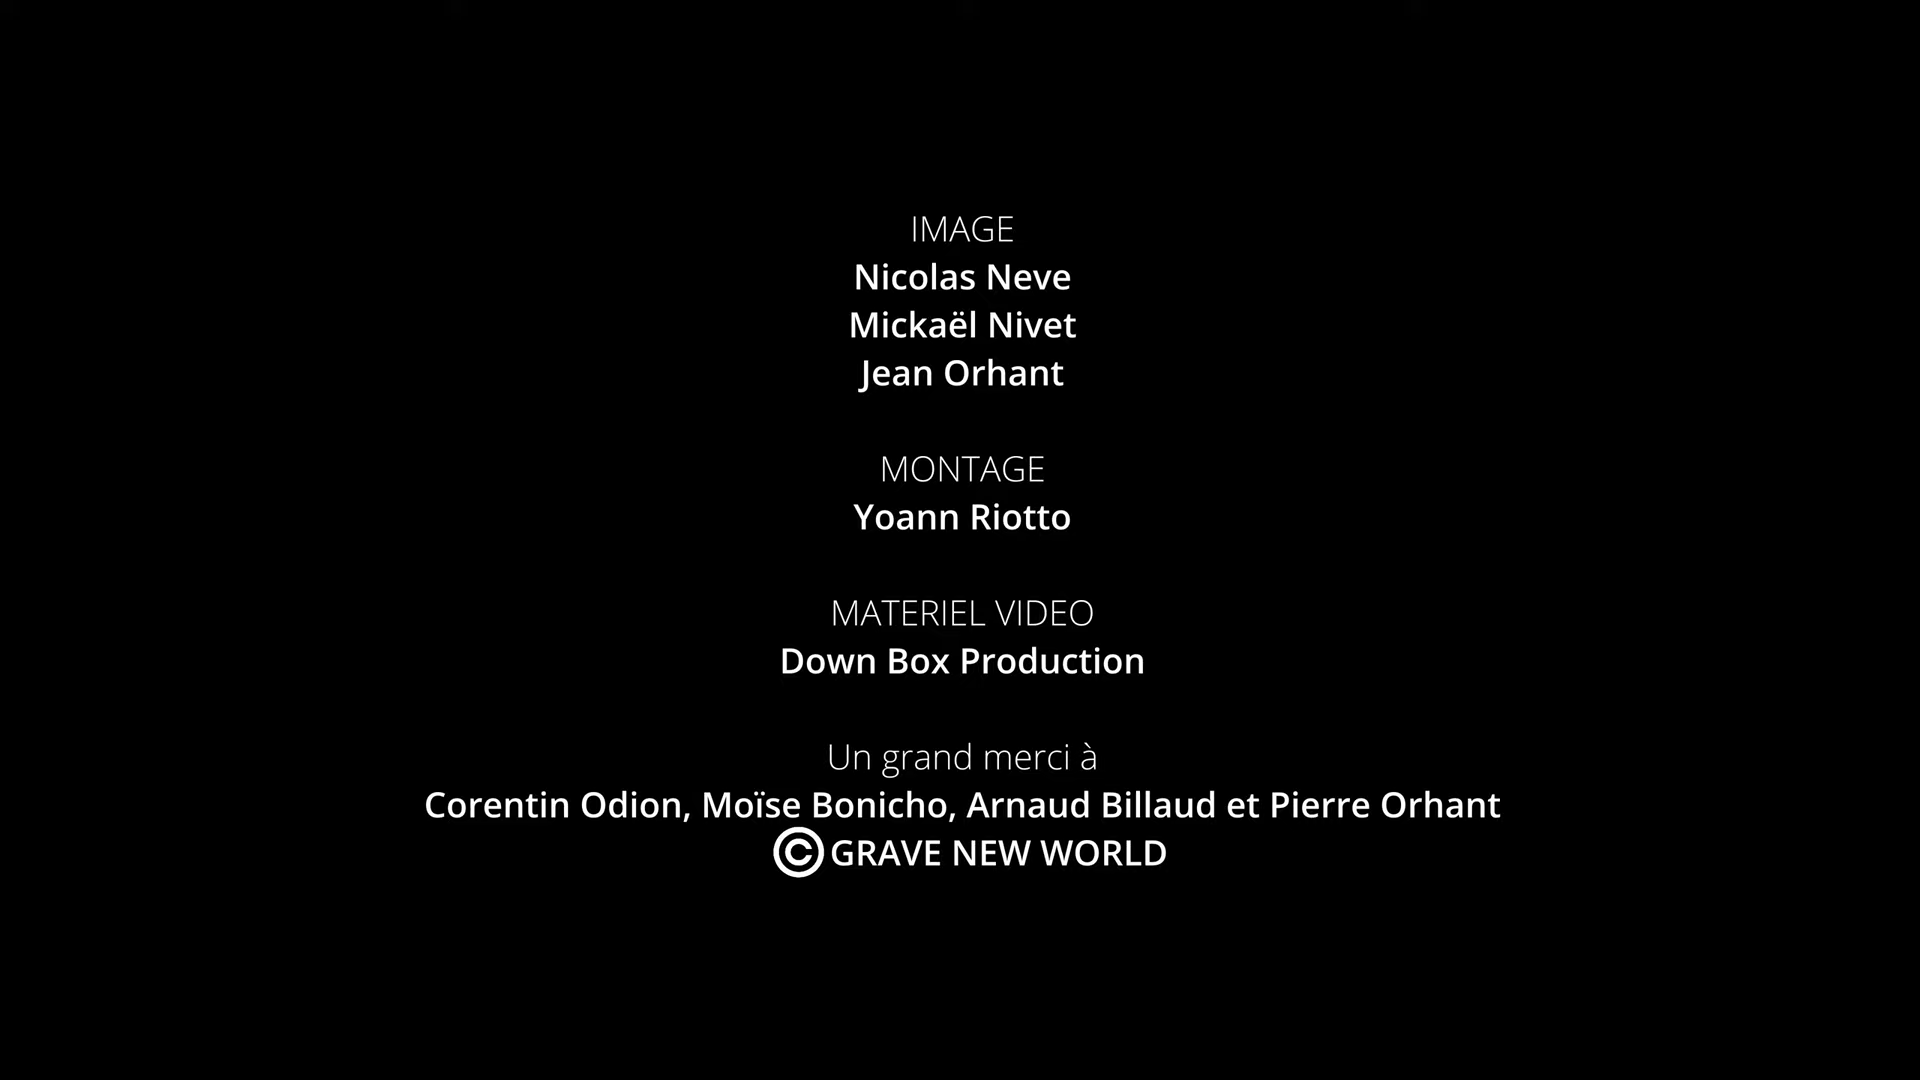 IMAGE
Nicolas Neve
Mickaël Nivet
Jean Orhant
MONTAGE
Yoann Riotto
MATERIEL VIDEO
Down Box Production
Un grand merci à
Corentin Odion, Moïse Bonicho, Arnaud Billaud et Pierre Orhant
© GRAVE NEW WORLD